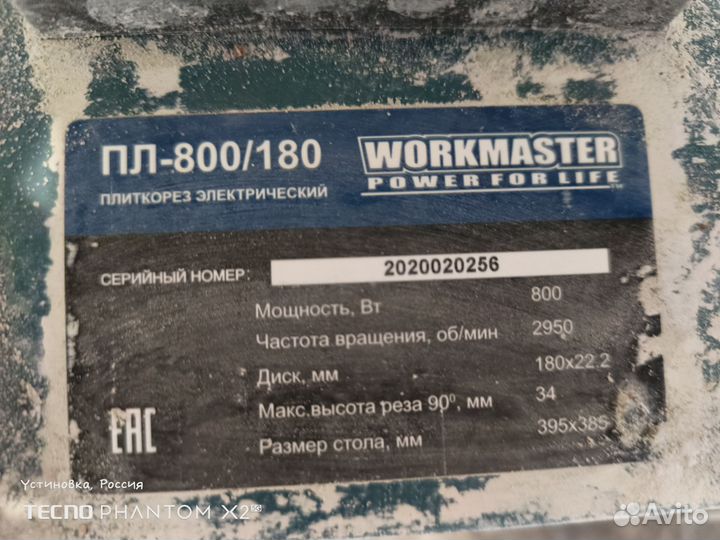 ПЛ-800/180
ПЛИТКОРЕЗ ЭЛЕКТРИЧЕСКИЙ
WORKMASTER
POWER FOR LIFE™
СЕРИЙНЫЙ НОМЕР: 2020020256
Мощность, Вт 800
Частота вращения, об/мин 2950
Диск, мм 180x22.2
Макс.высота реза 90⁰, мм 34
Размер стола, мм 395x385
EAC
Устиновка, Россия
TECNO PHANTOM X2
Avito